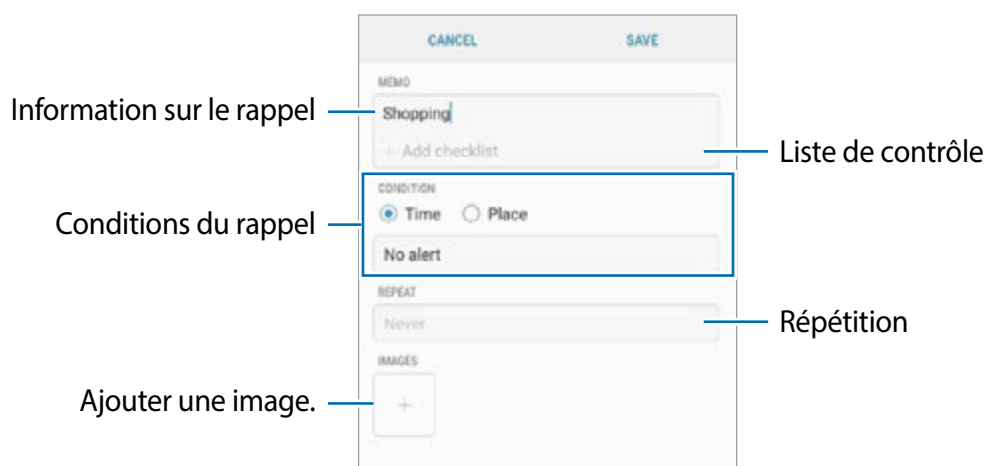 CANCEL SAVE
MEMO
Information sur le rappel
Shopping
+ Add checklist
Liste de contrôle
CONDITION
Conditions du rappel
Time Place
No alert
REPEAT
Never
Répétition
IMAGES
Ajouter une image.
+